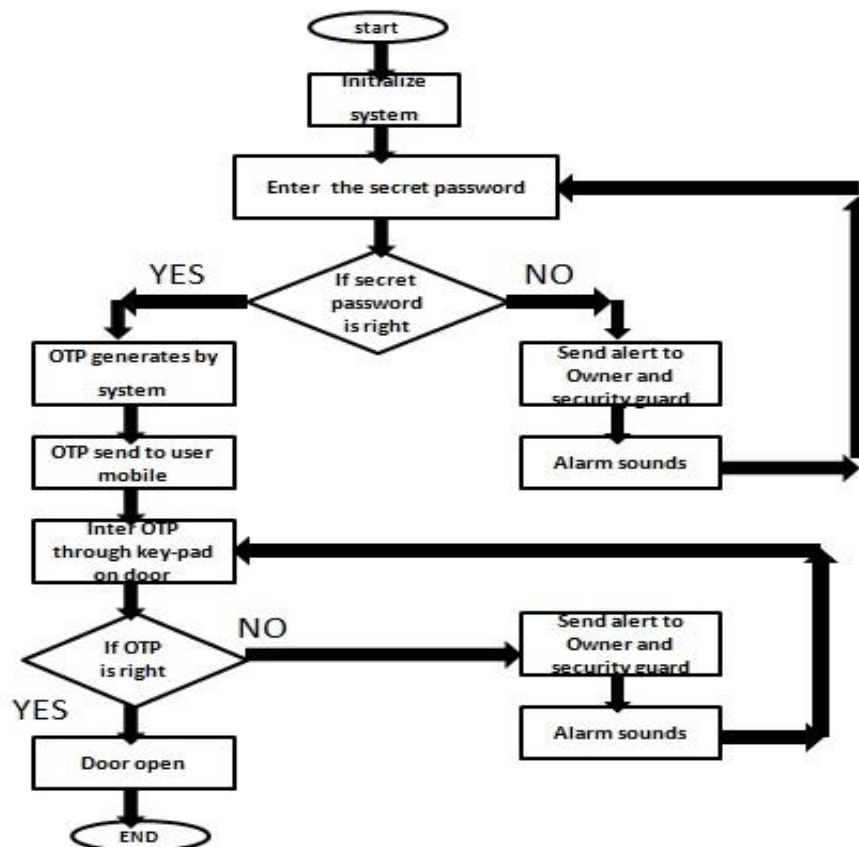 start
Initralize
system
Enter the secret password
YES
NO
If secret
password
is right
OTP generates by
system
Send alert to
Owner and
security guard
OTP send to user
mobile
Alarm sounds
Inter OTP
through key-pad
on door
If OTP
is right
NO
Send alert to
Owner and
security guard
YES
Alarm sounds
Door open
END